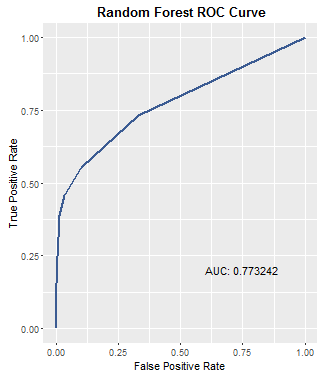 Random Forest ROC Curve
1.00
0.75
0.50
0.25
0.00
True Positive Rate
AUC: 0.773242
0.00 0.25 0.50 0.75 1.00
False Positive Rate